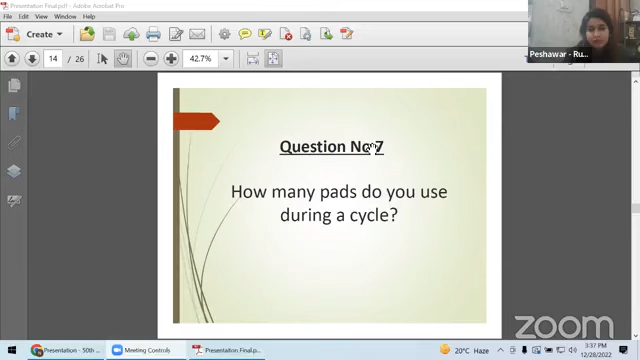 Presentation Final.pdf - Adobe Acrobat Pro
File Edit View Window Help
Create
14 / 26
42.7%
Peshawar - Ru...
Question No 7
How many pads do you use
during a cycle?
zoom
Presentation - 50th ...
Meeting Controls
Presentation Final.p...
20°C Haze
3:37 PM
12/28/2022